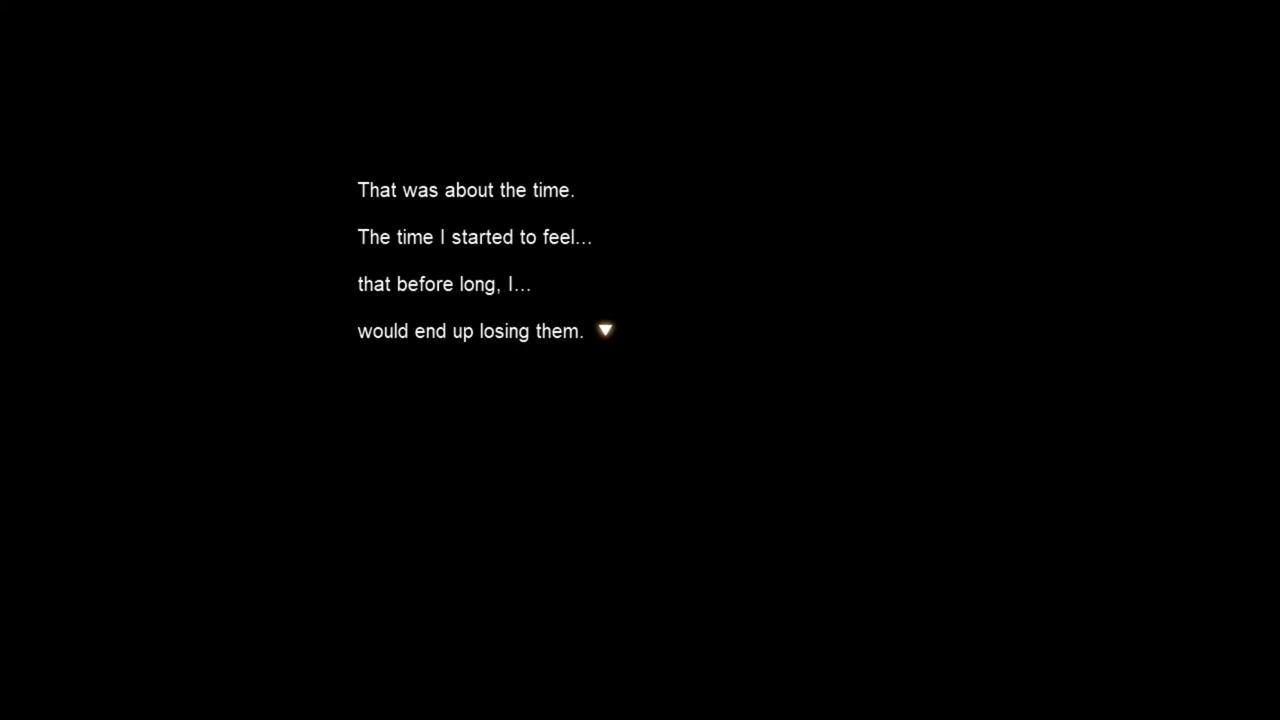 That was about the time.
The time I started to feel...
that before long, I...
would end up losing them.